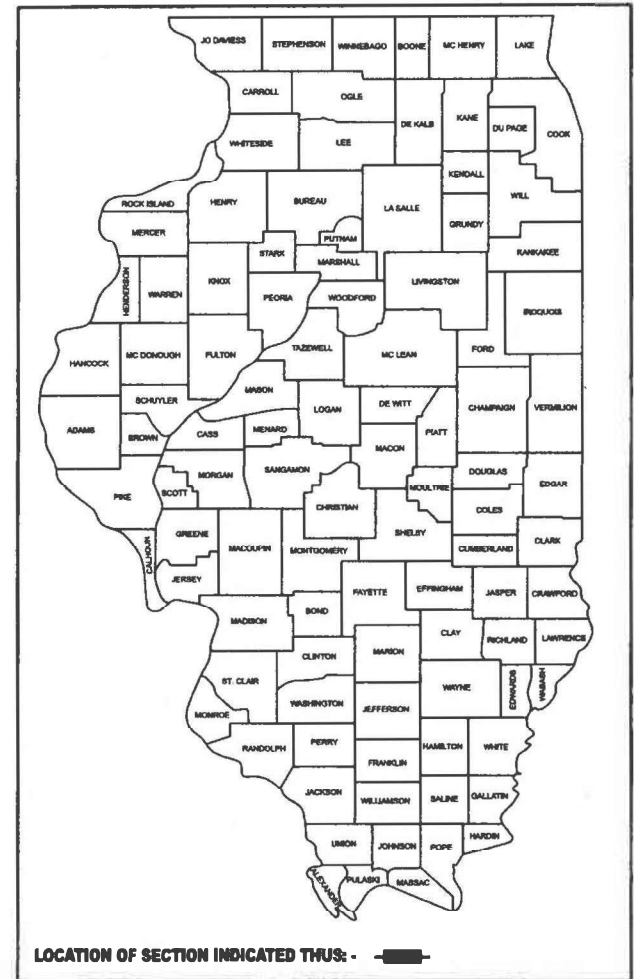 JO DAVIESS STEPHENSON WINNEBAGO BOONE MC HENRY LAKE
CARROLL OGLE DE KALB KANE DU PAGE COOK
WHITESIDE LEE
KENDALL WILL
ROCK ISLAND HENRY BUREAU LA SALLE GRUNDY
MERCER PUTNAM
STARK MARSHALL KANKAKEE
HENDERSON WARREN KNOX PEORIA WOODFORD LIVINGSTON IROQUOIS
HANCOCK MC DONOUGH FULTON TAZEWELL MC LEAN FORD
MASON
SCHUYLER LOGAN DE WITT CHAMPAIGN VERMILION
ADAMS BROWN CASS MENARD MACON PIATT
PIKE SCOTT MORGAN SANGAMON MOULTRIE DOUGLAS EDGAR
CHRISTIAN COLES
CALHOUN GREENE MACOUPIN MONTGOMERY SHELBY CUMBERLAND CLARK
JERSEY FAYETTE EFFINGHAM JASPER CRAWFORD
MADISON BOND
CLAY RICHLAND LAWRENCE
CLINTON MARION
ST. CLAIR WAYNE EDWARDS WABASH
MONROE WASHINGTON JEFFERSON
RANDOLPH PERRY HAMILTON WHITE
FRANKLIN
JACKSON WILLIAMSON SALINE GALLATIN
UNION JOHNSON POPE HARDIN
ALEXANDER PULASKI MASSAC
LOCATION OF SECTION INDICATED THUS: -